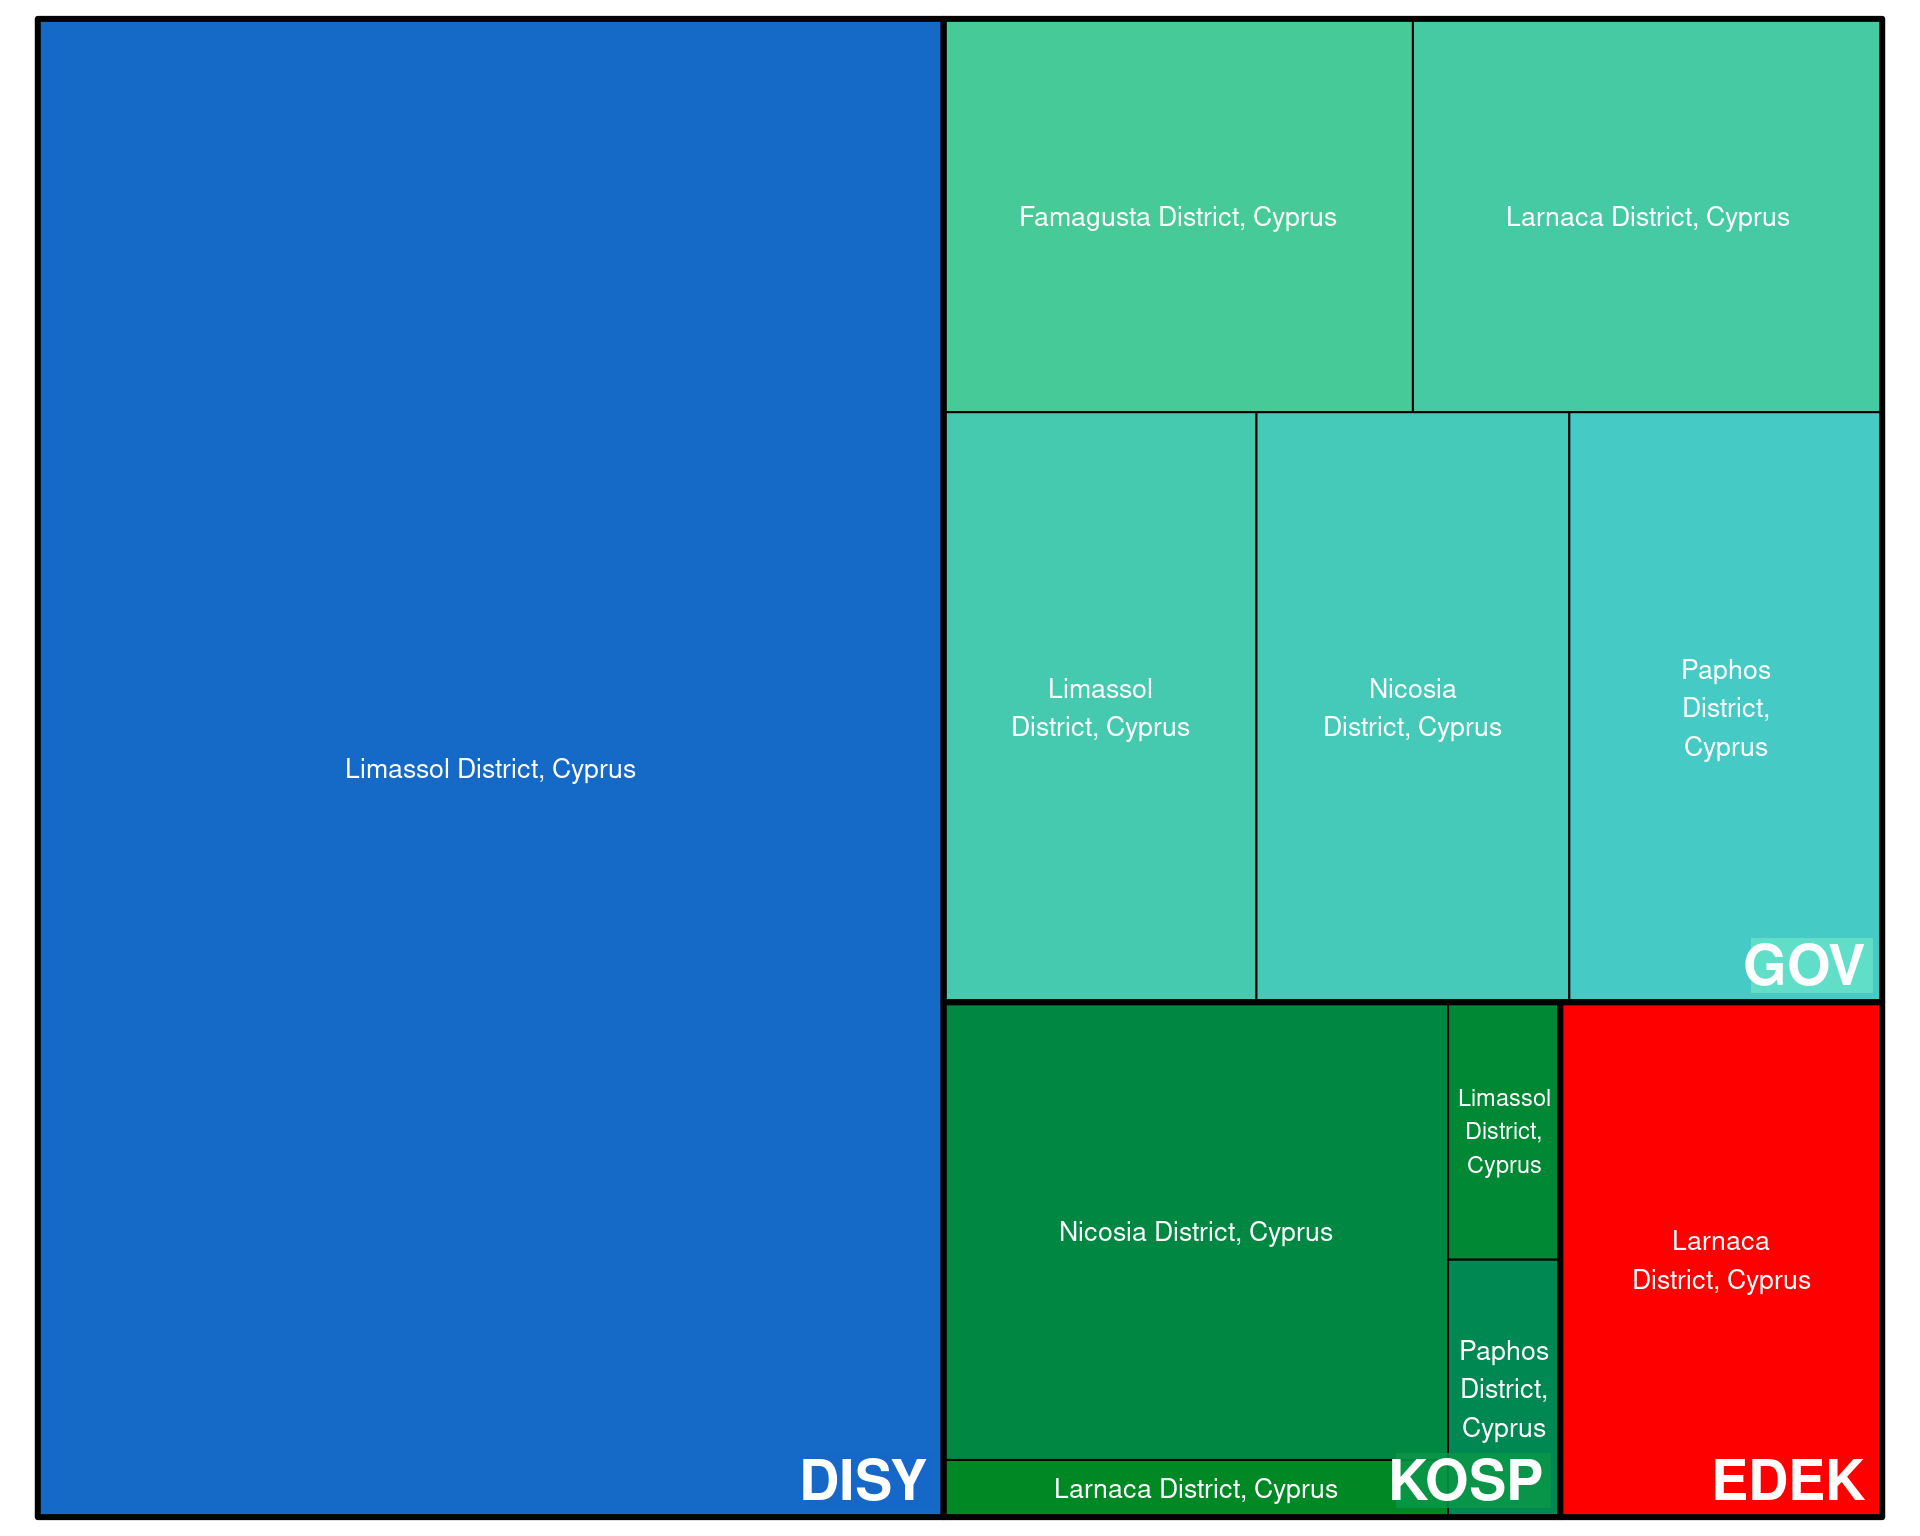 Limassol District, Cyprus
DISY
Famagusta District, Cyprus
Larnaca District, Cyprus
Limassol
District, Cyprus
Nicosia
District, Cyprus
Paphos
District,
Cyprus
GOV
Nicosia District, Cyprus
Limassol
District,
Cyprus
Paphos
District,
Cyprus
Larnaca District, Cyprus
KOSP
Larnaca
District, Cyprus
EDEK